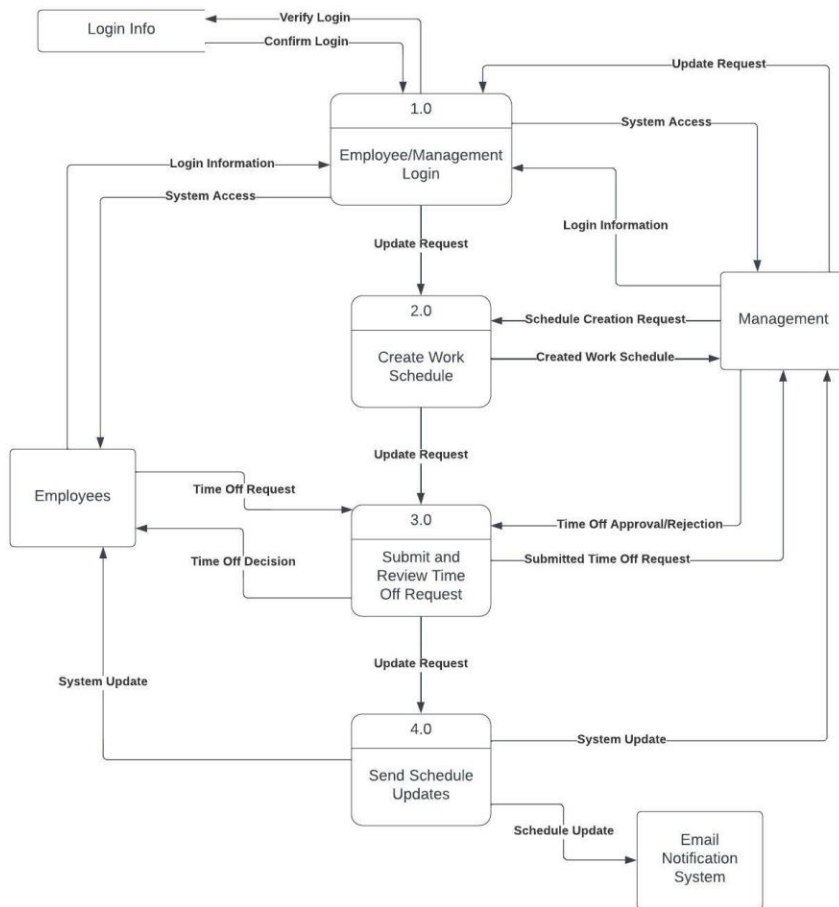 Verify Login
Login Info
Confirm Login
Update Request
1.0
System Access
Employee/Management
Login
Login Information
System Access
Login Information
Update Request
2.0
Schedule Creation Request
Management
Create Work
Schedule
Created Work Schedule
Update Request
Employees
Time Off Request
3.0
Time Off Approval/Rejection
Submit and
Review Time
Off Request
Time Off Decision
Submitted Time Off Request
Update Request
System Update
4.0
System Update
Send Schedule
Updates
Schedule Update
Email
Notification
System